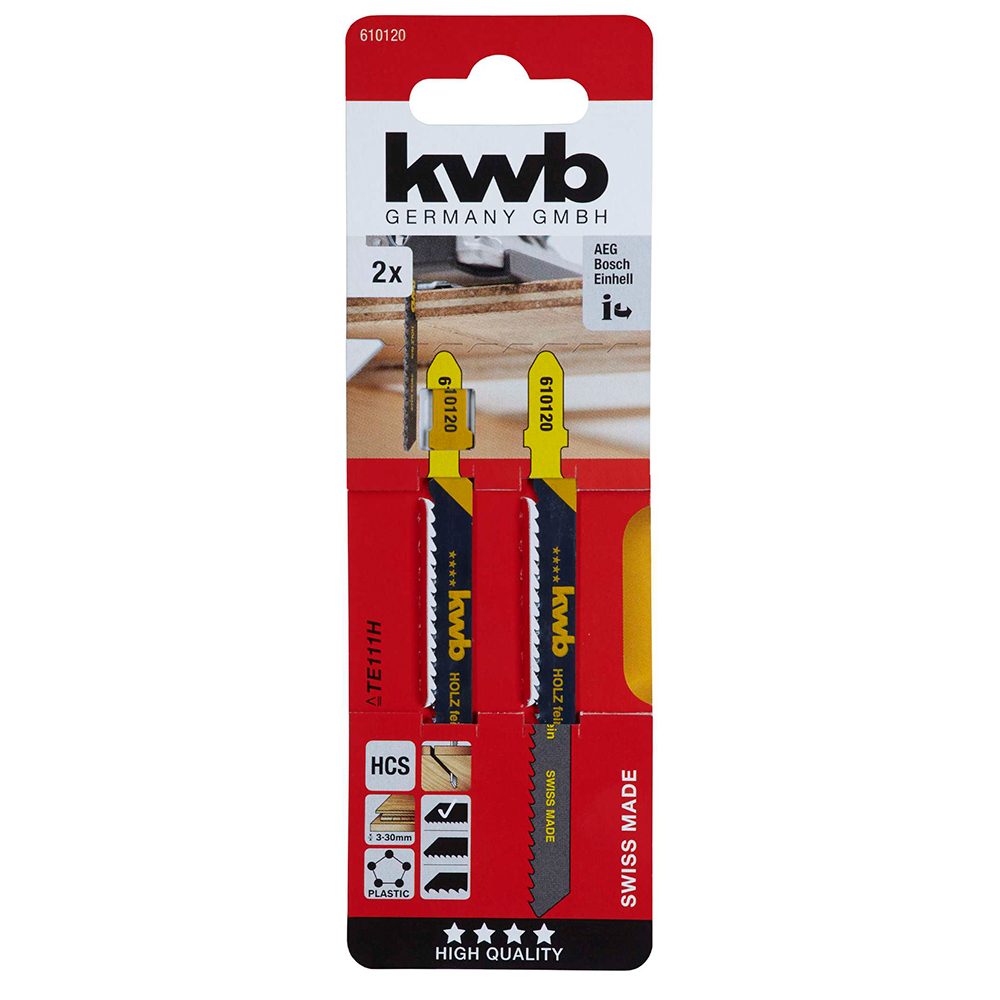 610120
kwb
GERMANY GMBH
2x
AEG
Bosch
Einhell
610120
610120
kwb
HOLZ fein
kwb
HOLZ fein
SWISS MADE
△TE111H
HCS
3-30mm
PLASTIC
SWISS MADE
HIGH QUALITY